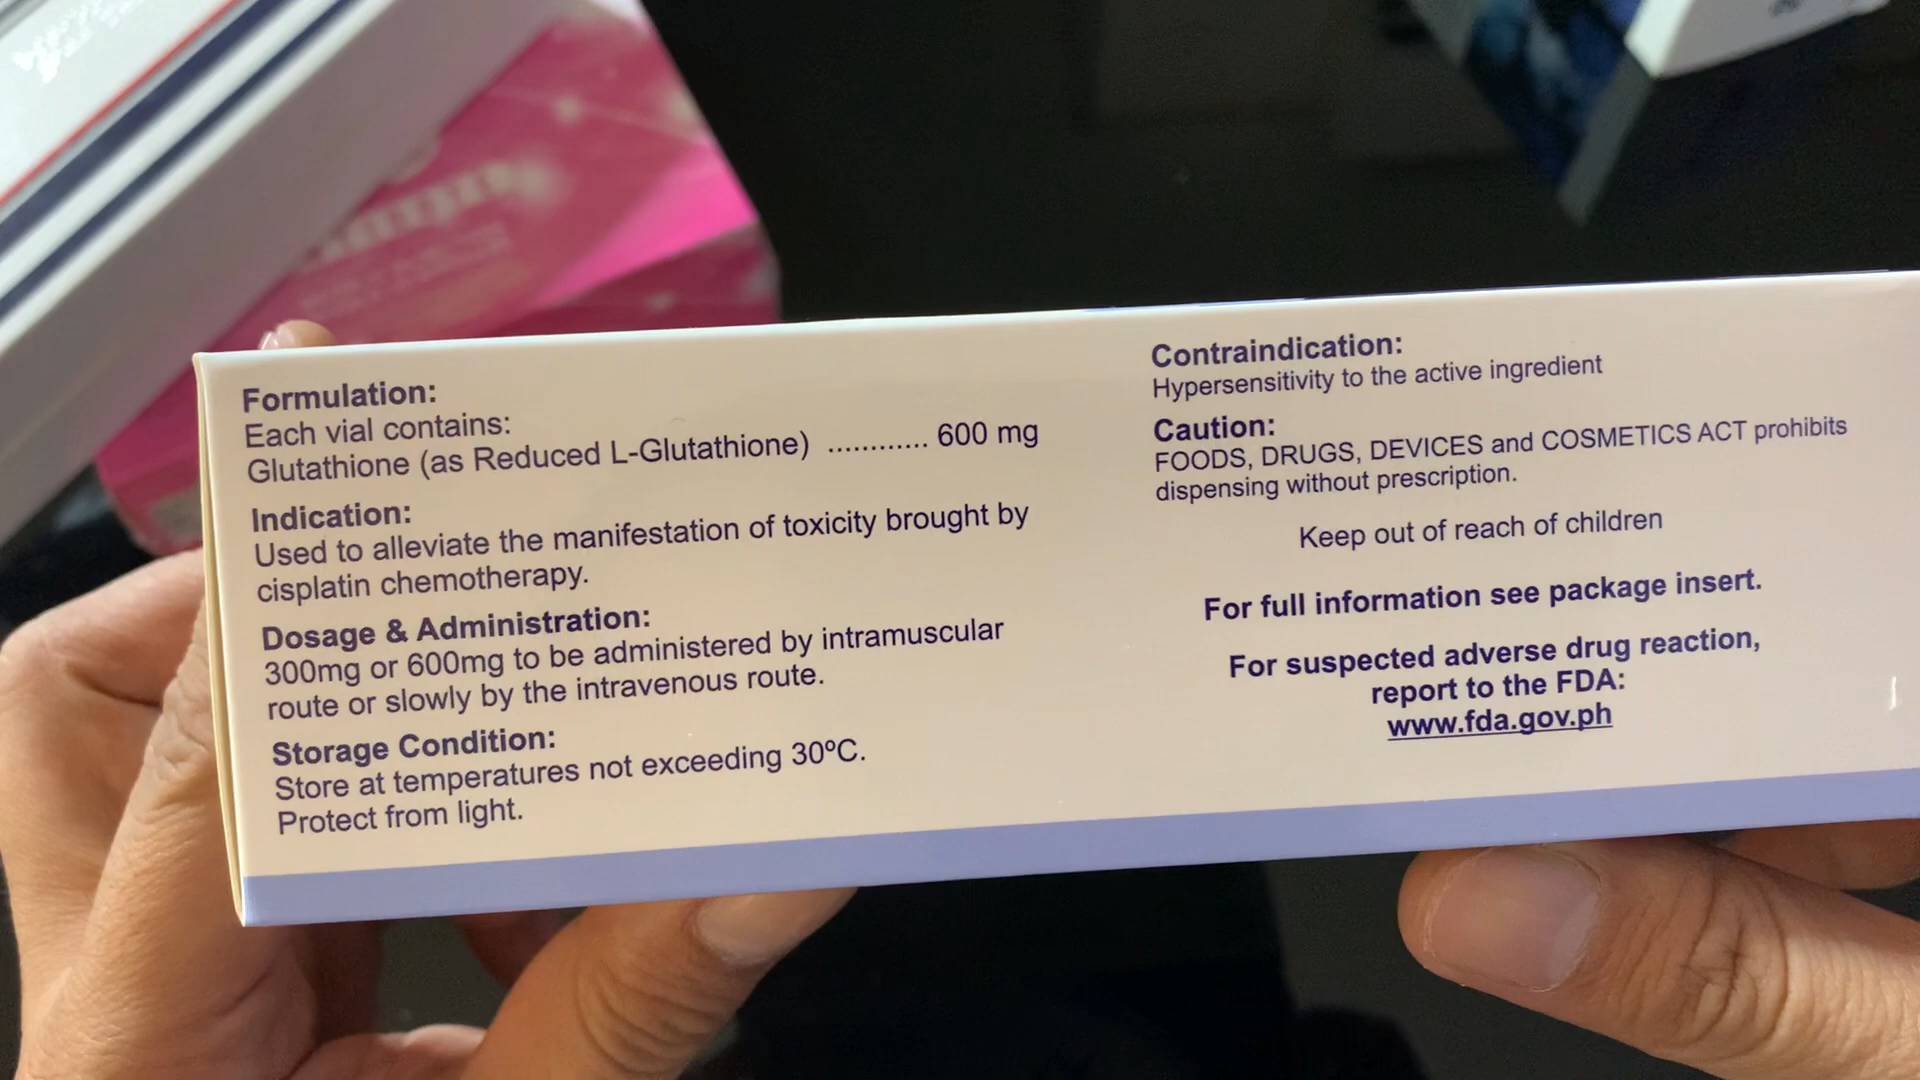 Formulation:
Each vial contains:
Glutathione (as Reduced L-Glutathione) ............ 600 mg
Indication:
Used to alleviate the manifestation of toxicity brought by
cisplatin chemotherapy.
Dosage & Administration:
300mg or 600mg to be administered by intramuscular
route or slowly by the intravenous route.
Storage Condition:
Store at temperatures not exceeding 30ºC.
Protect from light.
Contraindication:
Hypersensitivity to the active ingredient
Caution:
FOODS, DRUGS, DEVICES and COSMETICS ACT prohibits
dispensing without prescription.
Keep out of reach of children
For full information see package insert.
For suspected adverse drug reaction,
report to the FDA:
www.fda.gov.ph